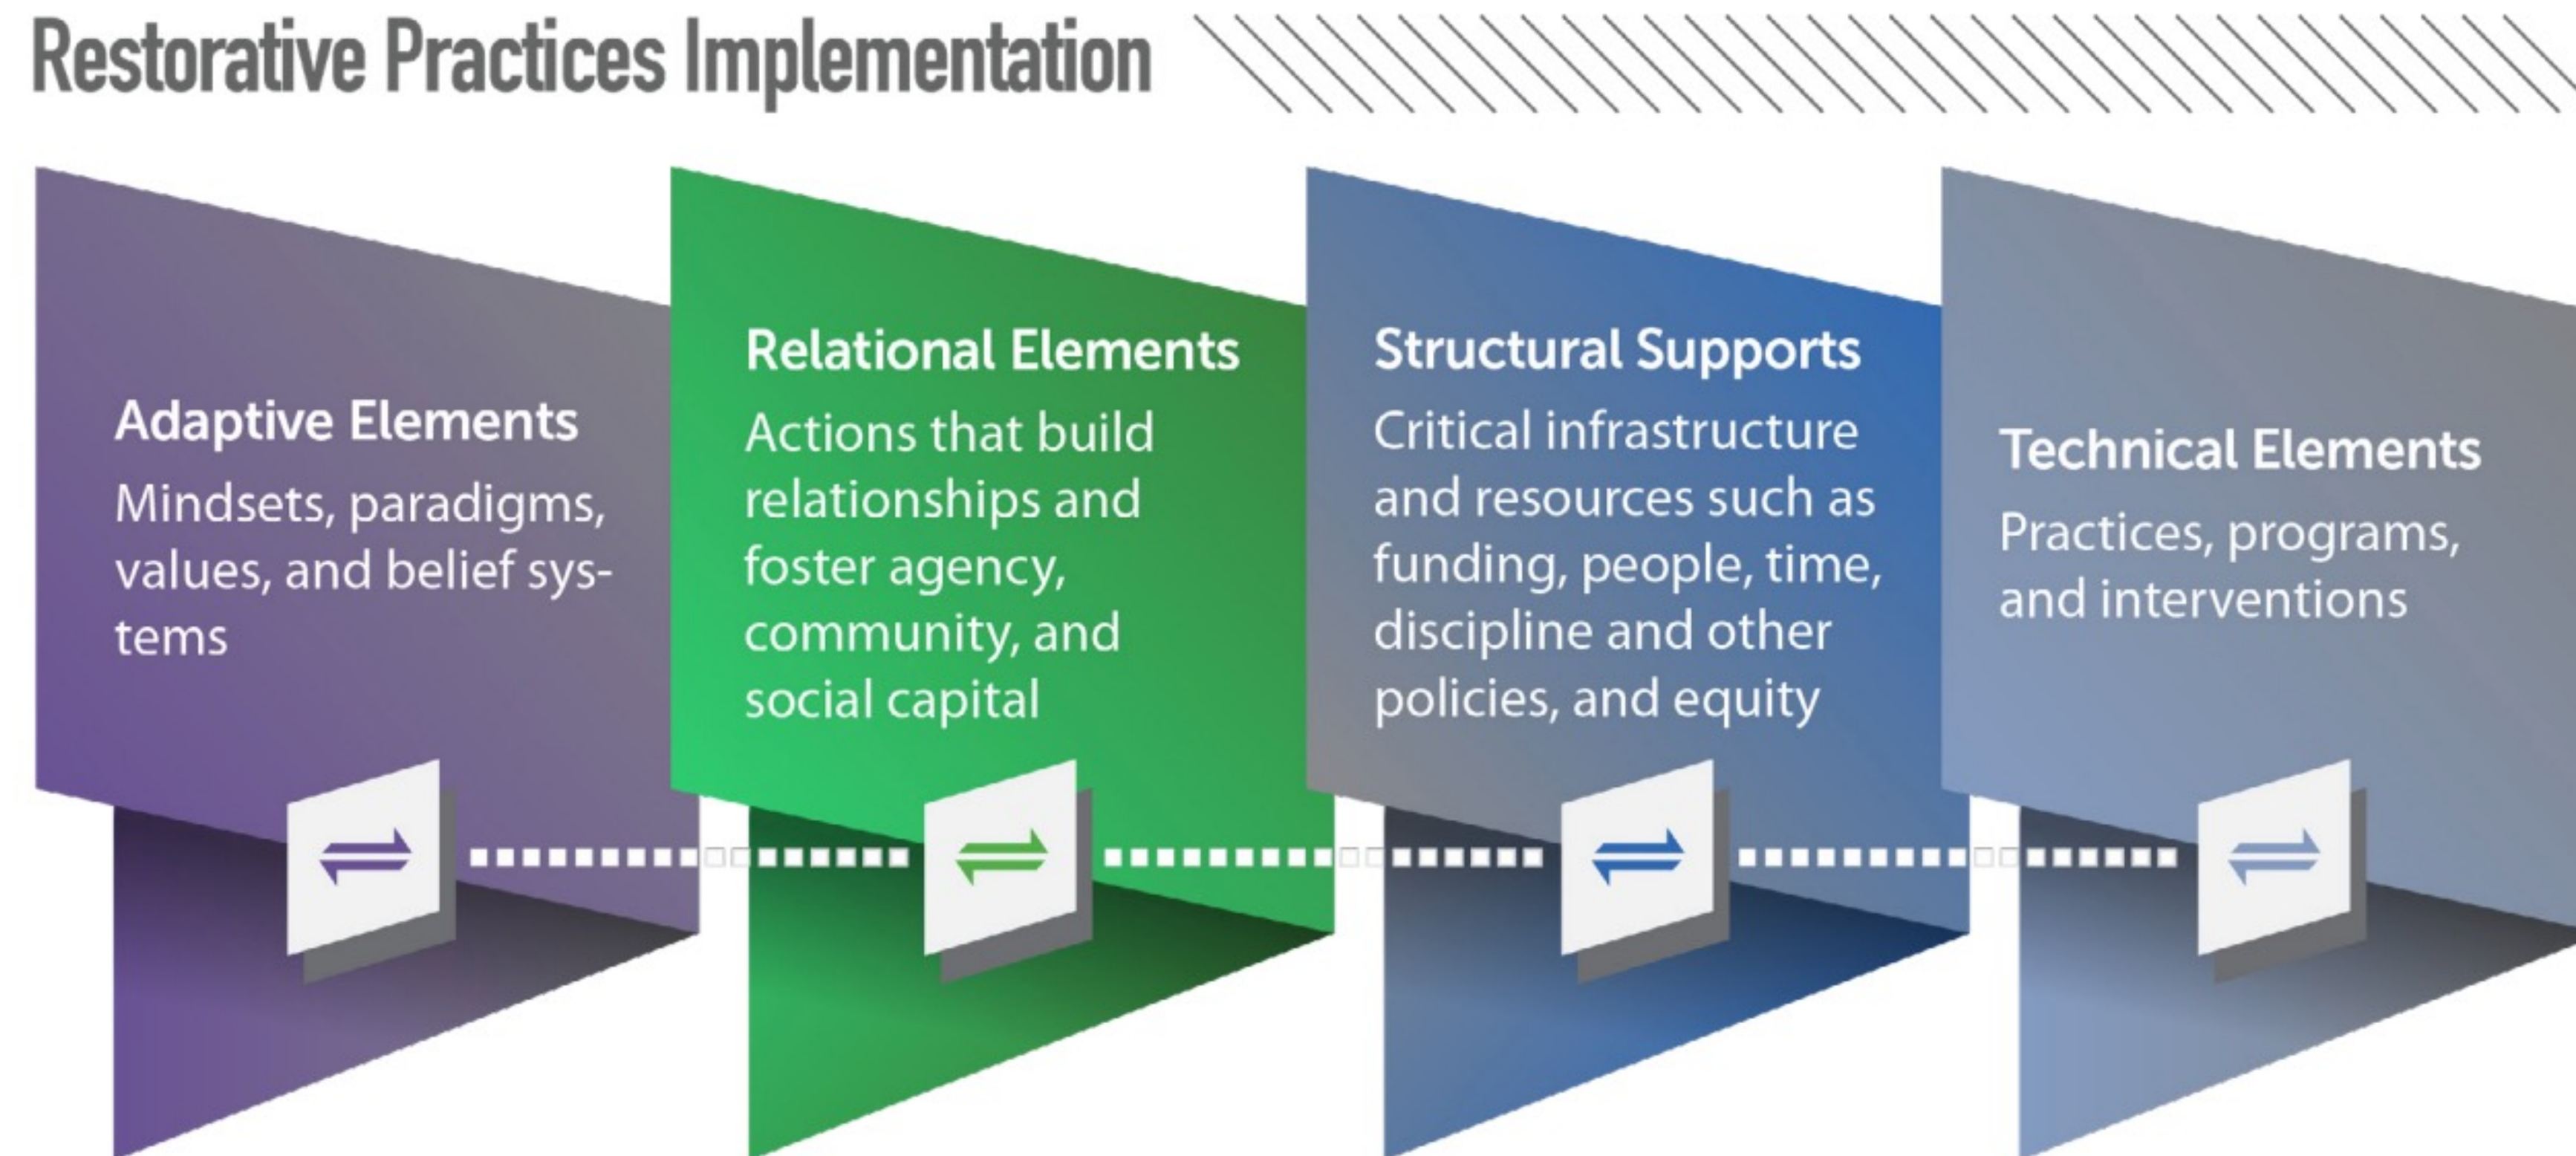 Restorative Practices Implementation
Adaptive Elements
Mindsets, paradigms,
values, and belief sys-
tems
Relational Elements
Actions that build
relationships and
foster agency,
community, and
social capital
Structural Supports
Critical infrastructure
and resources such as
funding, people, time,
discipline and other
policies, and equity
Technical Elements
Practices, programs,
and interventions